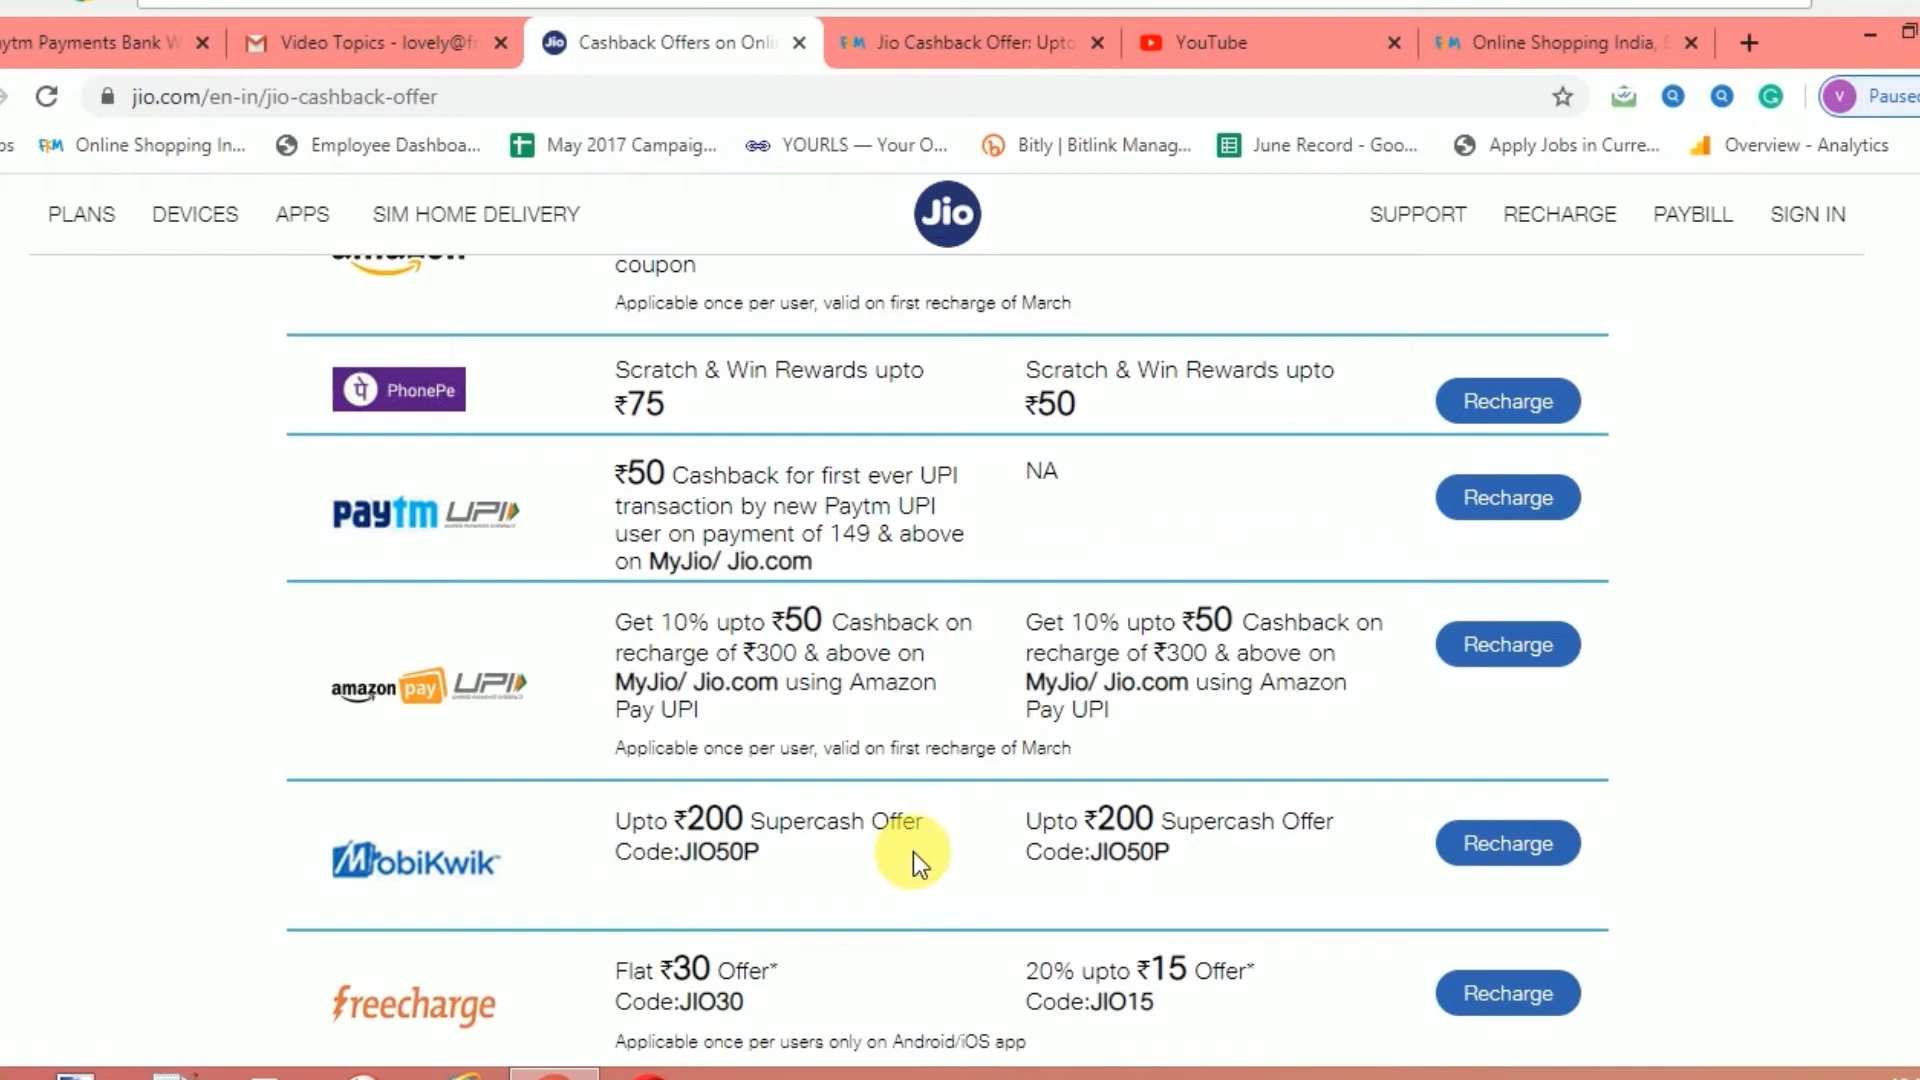 ytm Payments Bank W
Video Topics - lovely@fr
Cashback Offers on Onli
Jio Cashback Offer: Upto
YouTube
Online Shopping India, E
jio.com/en-in/jio-cashback-offer
V
Paused
ps
FKM Online Shopping In...
Employee Dashboa...
May 2017 Campaig...
YOURLS — Your O...
Bitly | Bitlink Manag...
June Record - Goo...
Apply Jobs in Curre...
Overview - Analytics
PLANS DEVICES APPS SIM HOME DELIVERY
Jio
SUPPORT RECHARGE PAYBILL SIGN IN
amazon
coupon
Applicable once per user, valid on first recharge of March
पे PhonePe
Scratch & Win Rewards upto
₹75
Scratch & Win Rewards upto
₹50
Recharge
paytm UPI
₹50 Cashback for first ever UPI
transaction by new Paytm UPI
user on payment of 149 & above
on MyJio/ Jio.com
NA
Recharge
amazon pay UPI
Get 10% upto ₹50 Cashback on
recharge of ₹300 & above on
MyJio/ Jio.com using Amazon
Pay UPI
Get 10% upto ₹50 Cashback on
recharge of ₹300 & above on
MyJio/ Jio.com using Amazon
Pay UPI
Recharge
Applicable once per user, valid on first recharge of March
MobiKwik
Upto ₹200 Supercash Offer
Code:JIO50P
Upto ₹200 Supercash Offer
Code:JIO50P
Recharge
freecharge
Flat ₹30 Offer*
Code:JIO30
20% upto ₹15 Offer*
Code:JIO15
Recharge
Applicable once per users only on Android/iOS app